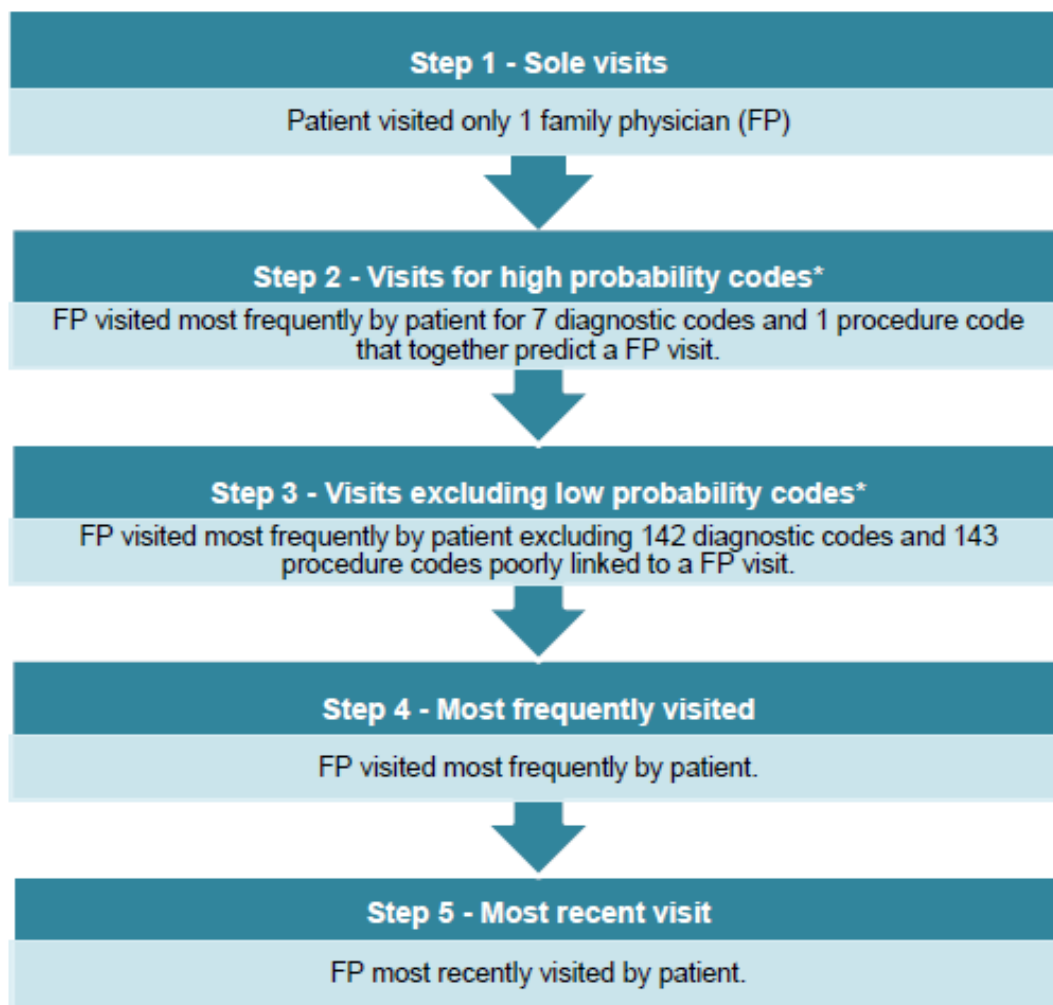 Step 1 - Sole visits
Patient visited only 1 family physician (FP)
Step 2 - Visits for high probability codes*
FP visited most frequently by patient for 7 diagnostic codes and 1 procedure code
that together predict a FP visit.
Step 3 - Visits excluding low probability codes*
FP visited most frequently by patient excluding 142 diagnostic codes and 143
procedure codes poorly linked to a FP visit.
Step 4 - Most frequently visited
FP visited most frequently by patient.
Step 5 - Most recent visit
FP most recently visited by patient.